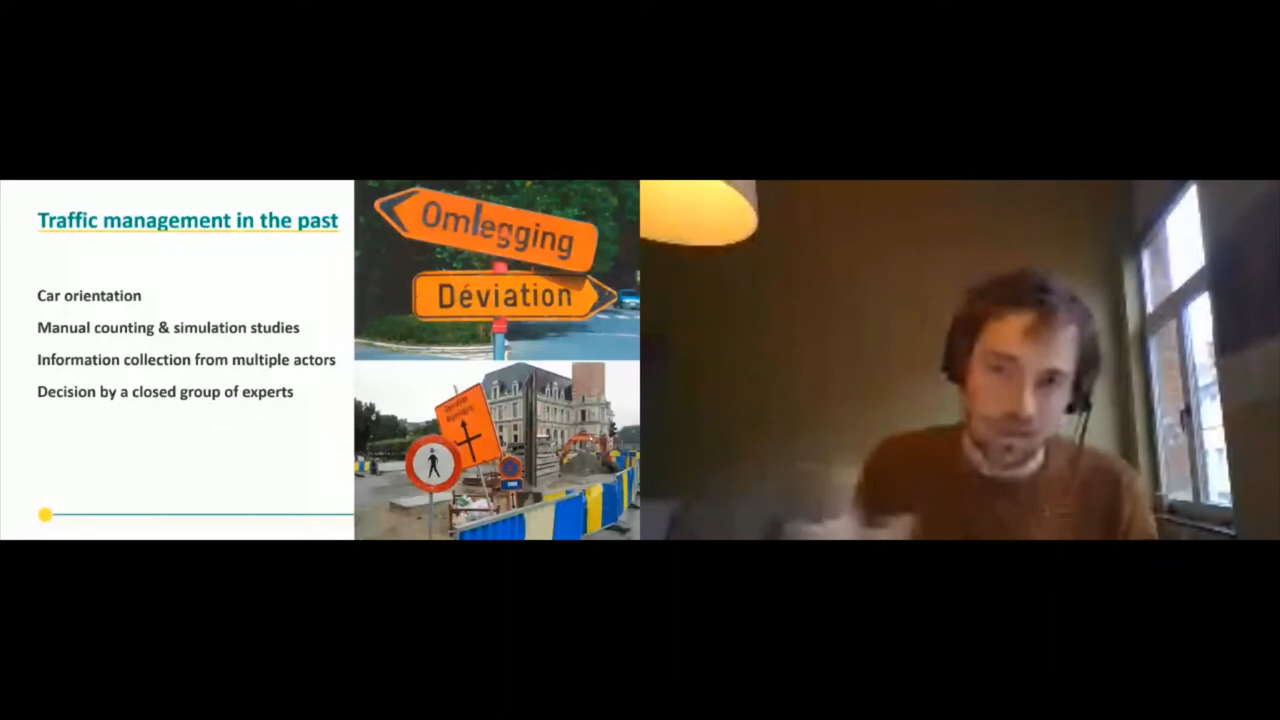 Traffic management in the past
Car orientation
Manual counting & simulation studies
Information collection from multiple actors
Decision by a closed group of experts
Omlegging
Déviation